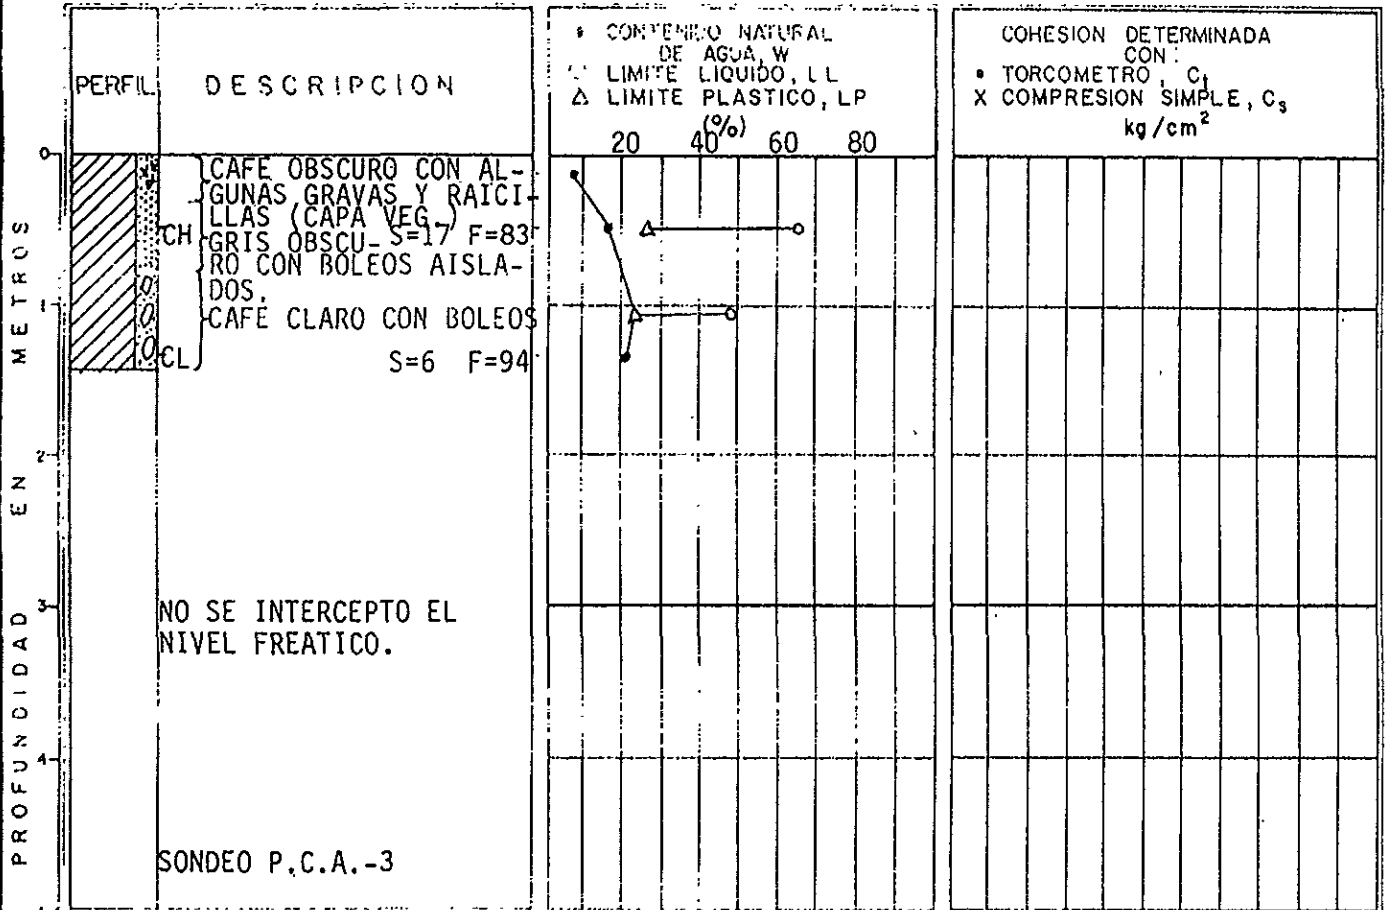 PERFIL
DESCRIPCION
• CONTENIDO NATURAL
DE AGUA, W
○ LIMITE LIQUIDO, LL
△ LIMITE PLASTICO, LP
(%)
20 40 60 80
COHESION DETERMINADA
CON:
• TORCOMETRO, Ct
X COMPRESION SIMPLE, Cs
kg/cm²
PROFUNDIDAD EN METROS
0
1
2
3
4
CAFE OBSCURO CON AL-
GUNAS GRAVAS Y RAICI-
LLAS (CAPA VEG.)
CH
GRIS OBSCU- S=17 F=83
RO CON BOLEOS AISLA-
DOS.
CAFE CLARO CON BOLEOS
CL
S=6 F=94
NO SE INTERCEPTO EL
NIVEL FREATICO.
SONDEO P.C.A.-3